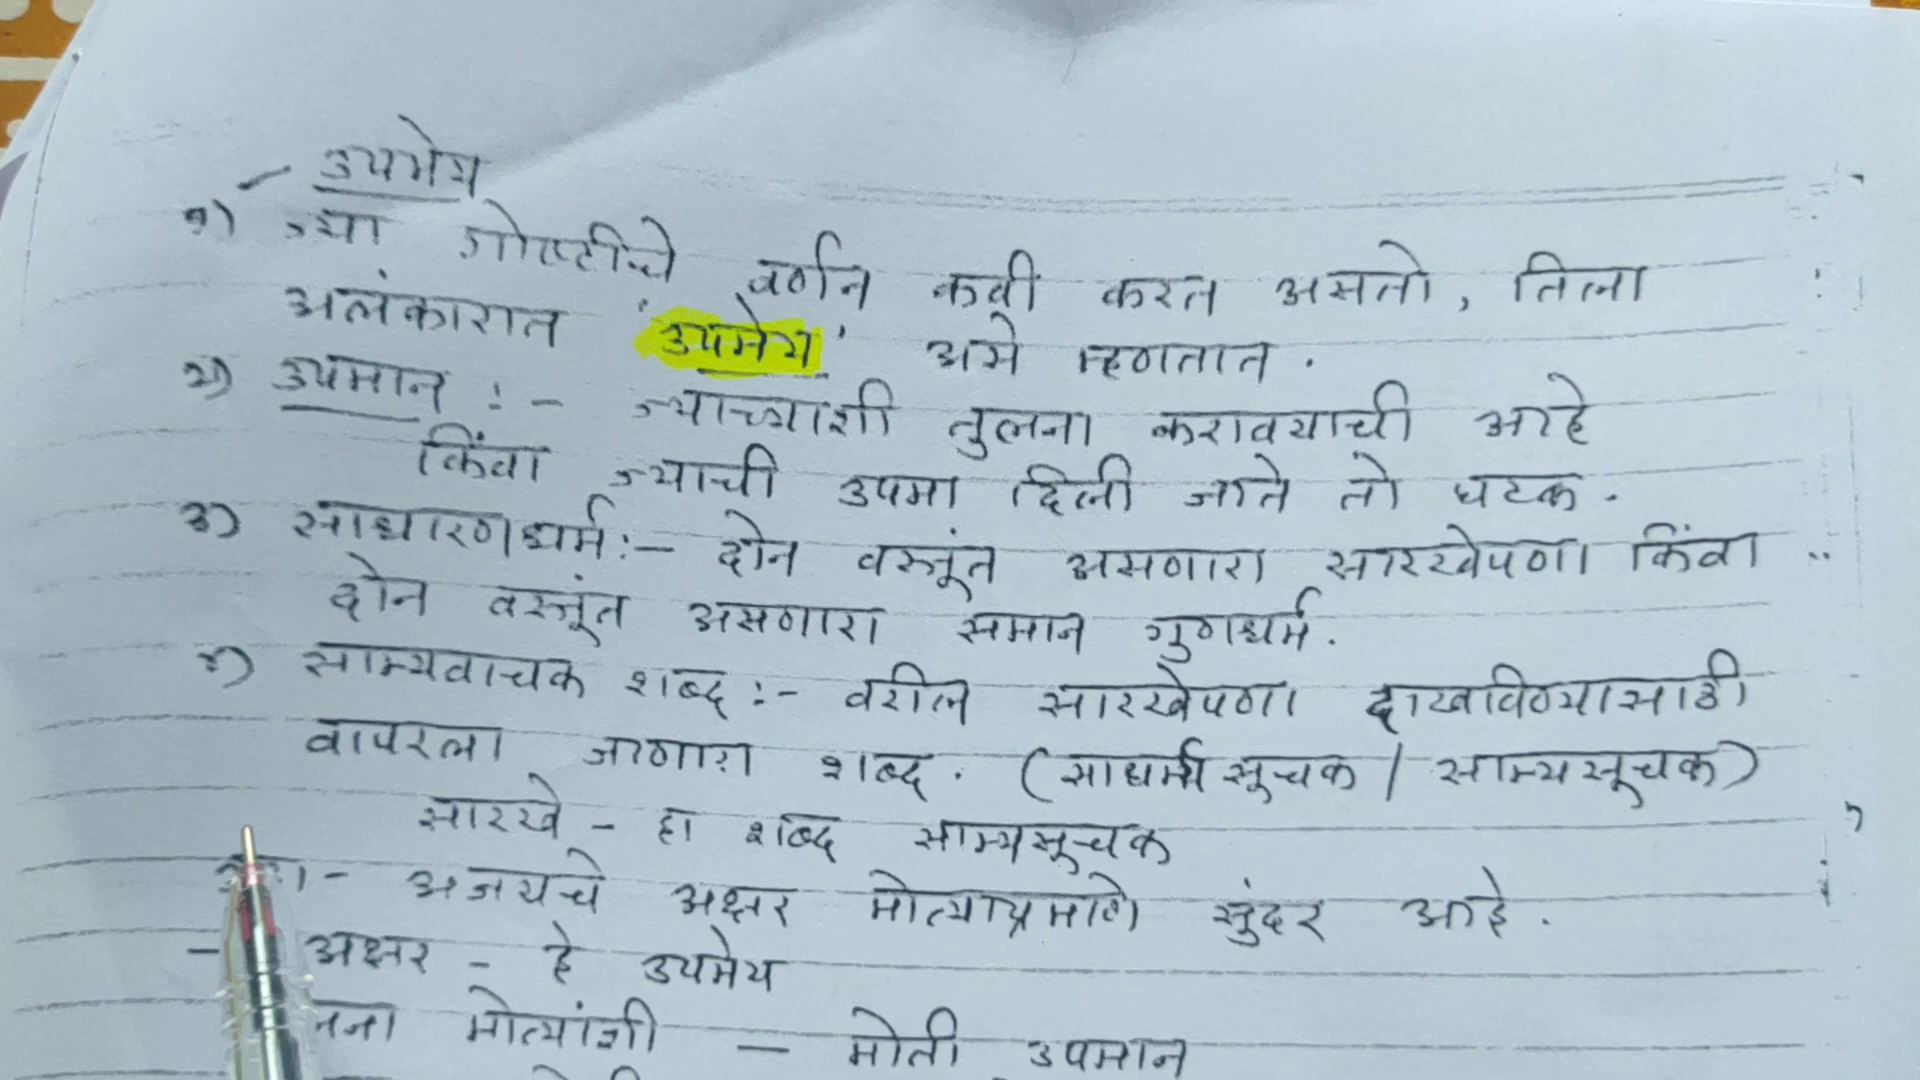 उपमेय
१) ज्या गोष्टीचे वर्णन कवी करत असतो, तिला
अलंकारात 'उपमेय' असे म्हणतात.
२) उपमान :- ज्याच्याशी तुलना करावयाची आहे
किंवा ज्याची उपमा दिली जाते तो घटक.
३) साधारणधर्म :- दोन वस्तूंत असणारा सारखेपणा किंवा
दोन वस्तूंत असणारा समान गुणधर्म.
४) साम्यवाचक शब्द :- वरील सारखेपणा दाखविण्यासाठी
वापरला जाणारा शब्द. (साधर्म्यसूचक / साम्यसूचक)
सारखे - हा शब्द साम्यसूचक
अजयचे अक्षर मोत्याप्रमाणे सुंदर आहे.
- अक्षर - हे उपमेय
मोत्यांशी - मोती उपमान